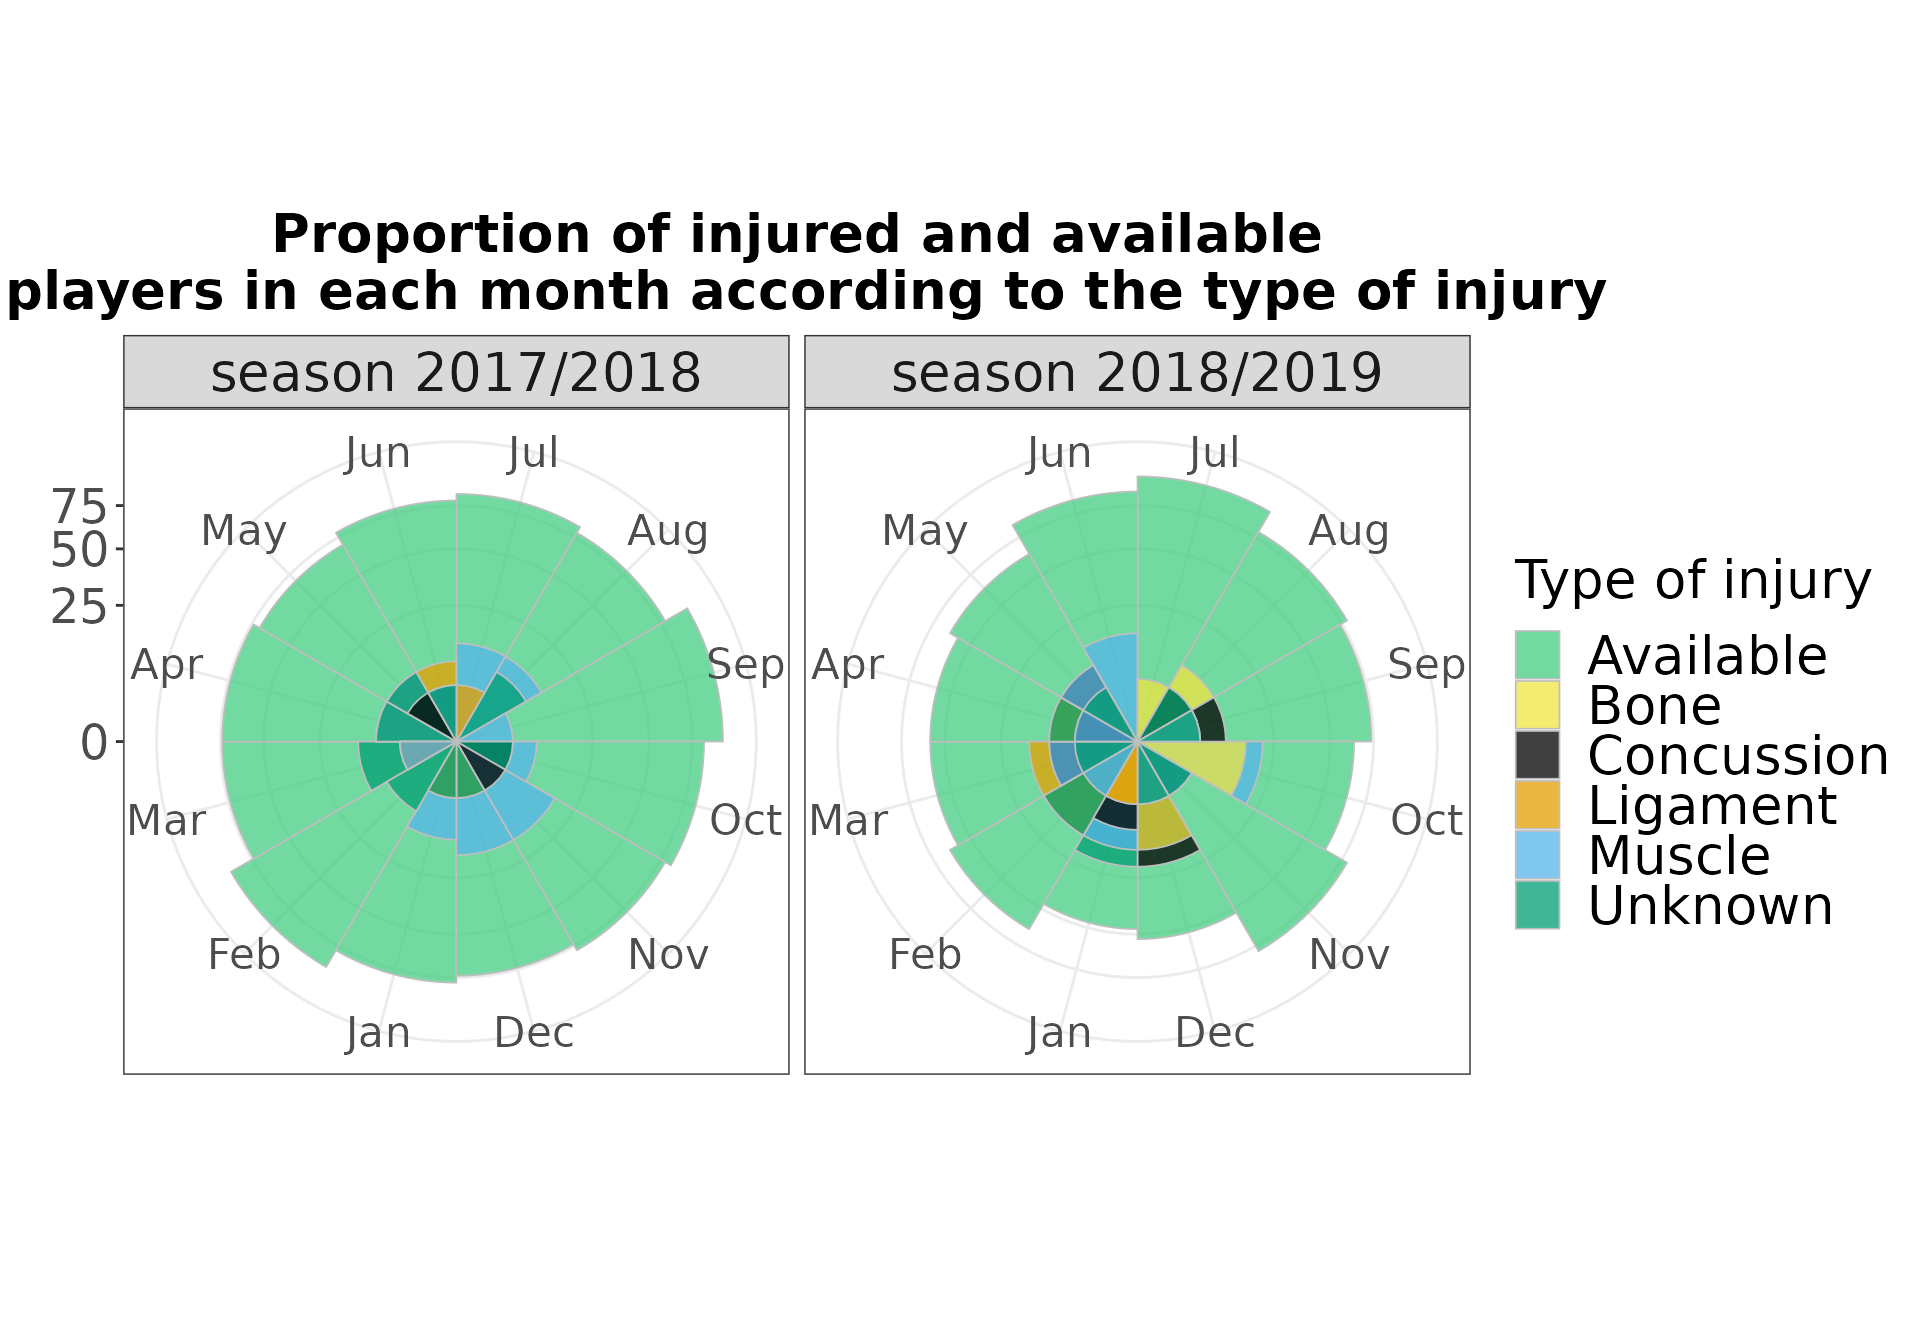 Proportion of injured and available
players in each month according to the type of injury
season 2017/2018
season 2018/2019
75
50
25
0
Jun
Jul
May
Aug
Apr
Sep
Mar
Oct
Feb
Nov
Jan
Dec
Jun
Jul
May
Aug
Apr
Sep
Mar
Oct
Feb
Nov
Jan
Dec
Type of injury
Available
Bone
Concussion
Ligament
Muscle
Unknown